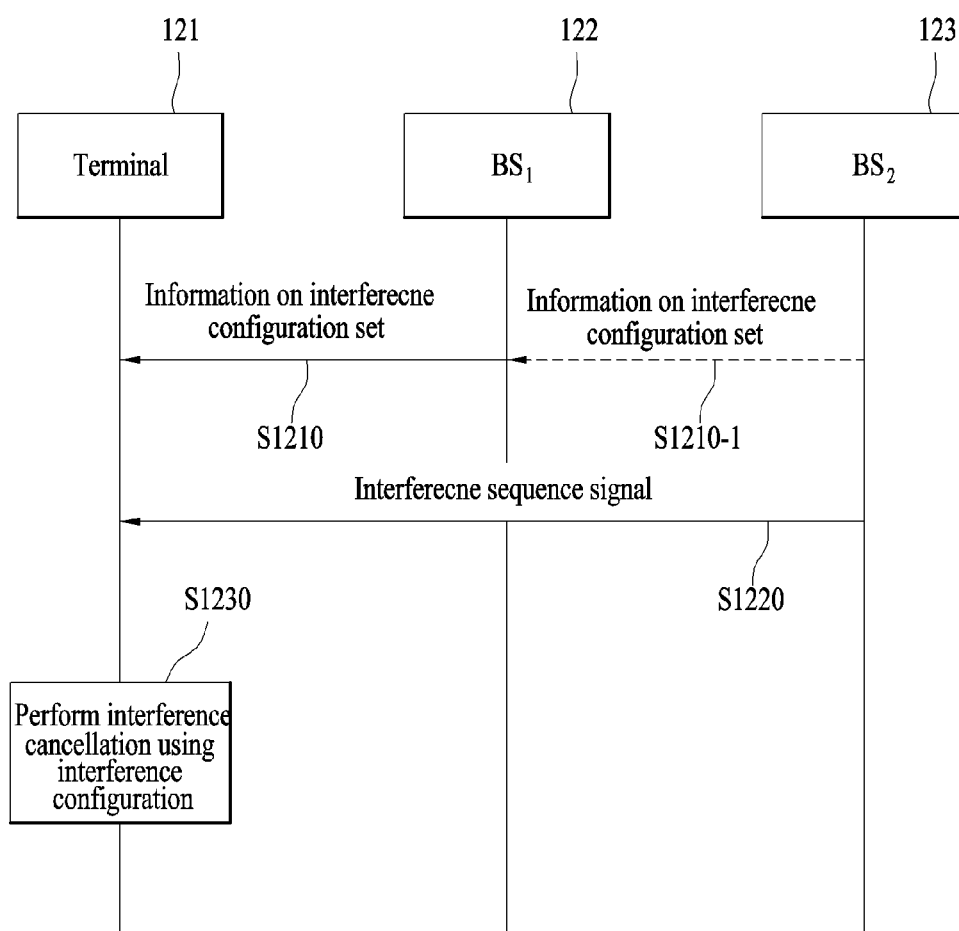 121
122
123
Terminal
BS1
BS2
Information on interferecne
configuration set
Information on interferecne
configuration set
S1210
S1210-1
Interferecne sequence signal
S1230
S1220
Perform interference
cancellation using
interference
configuration